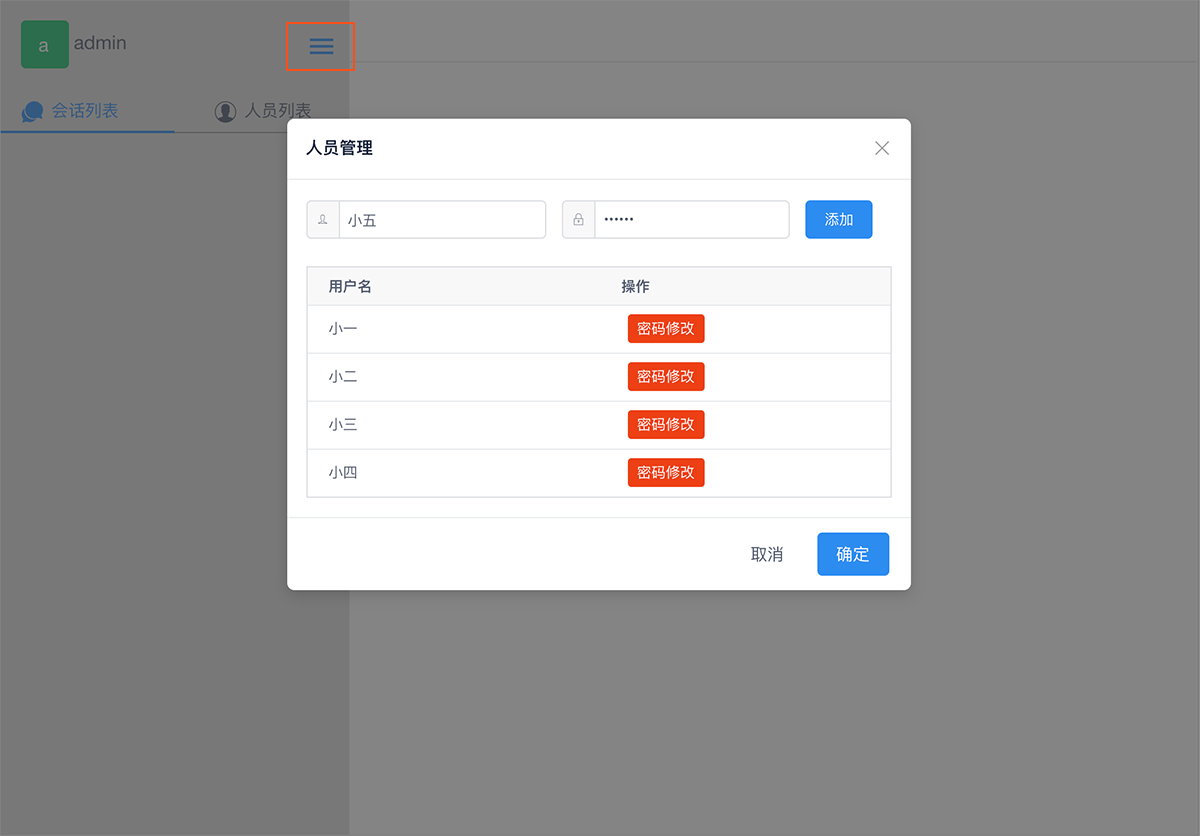 a admin
会话列表 人员列表
人员管理
小五 •••••• 添加
用户名 操作
小一 密码修改
小二 密码修改
小三 密码修改
小四 密码修改
取消 确定